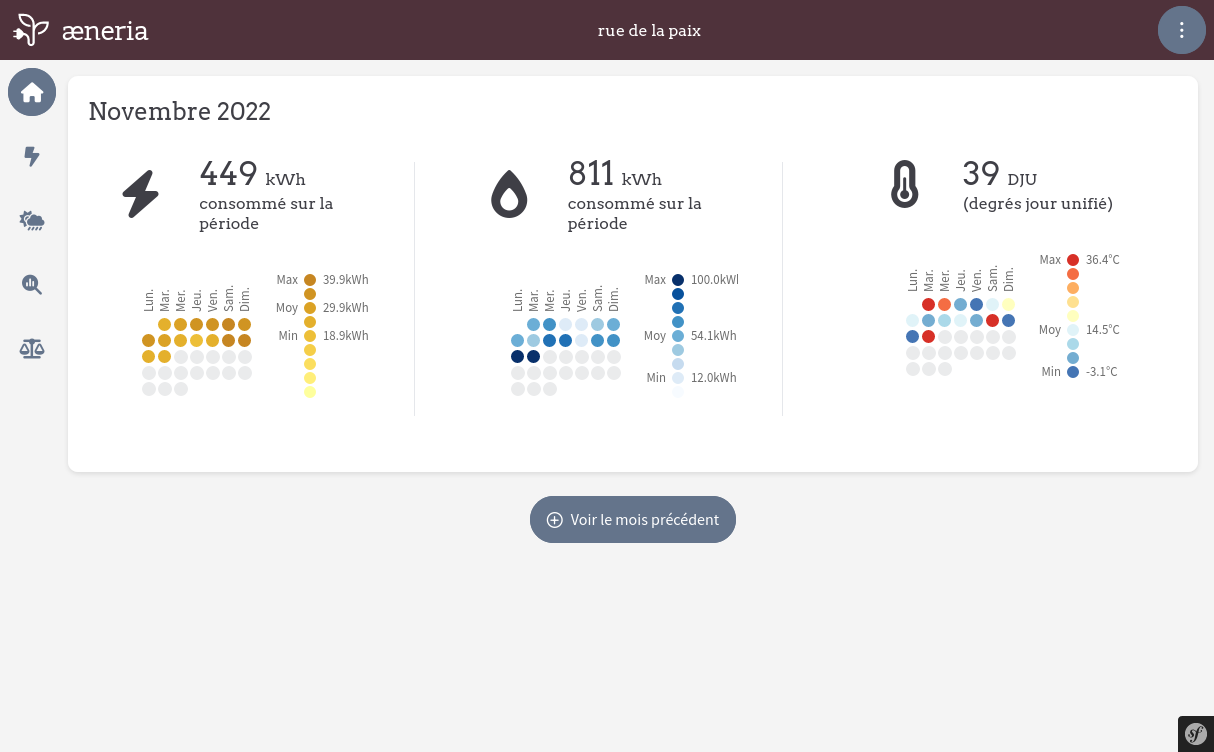 æneria
rue de la paix
Novembre 2022
449 kWh
consommé sur la
période
Lun.
Mar.
Mer.
Jeu.
Ven.
Sam.
Dim.
Max 39.9kWh
Moy 29.9kWh
Min 18.9kWh
811 kWh
consommé sur la
période
Lun.
Mar.
Mer.
Jeu.
Ven.
Sam.
Dim.
Max 100.0kWl
Moy 54.1kWh
Min 12.0kWh
39 DJU
(degrés jour unifié)
Lun.
Mar.
Mer.
Jeu.
Ven.
Sam.
Dim.
Max 36.4°C
Moy 14.5°C
Min -3.1°C
Voir le mois précédent
sf